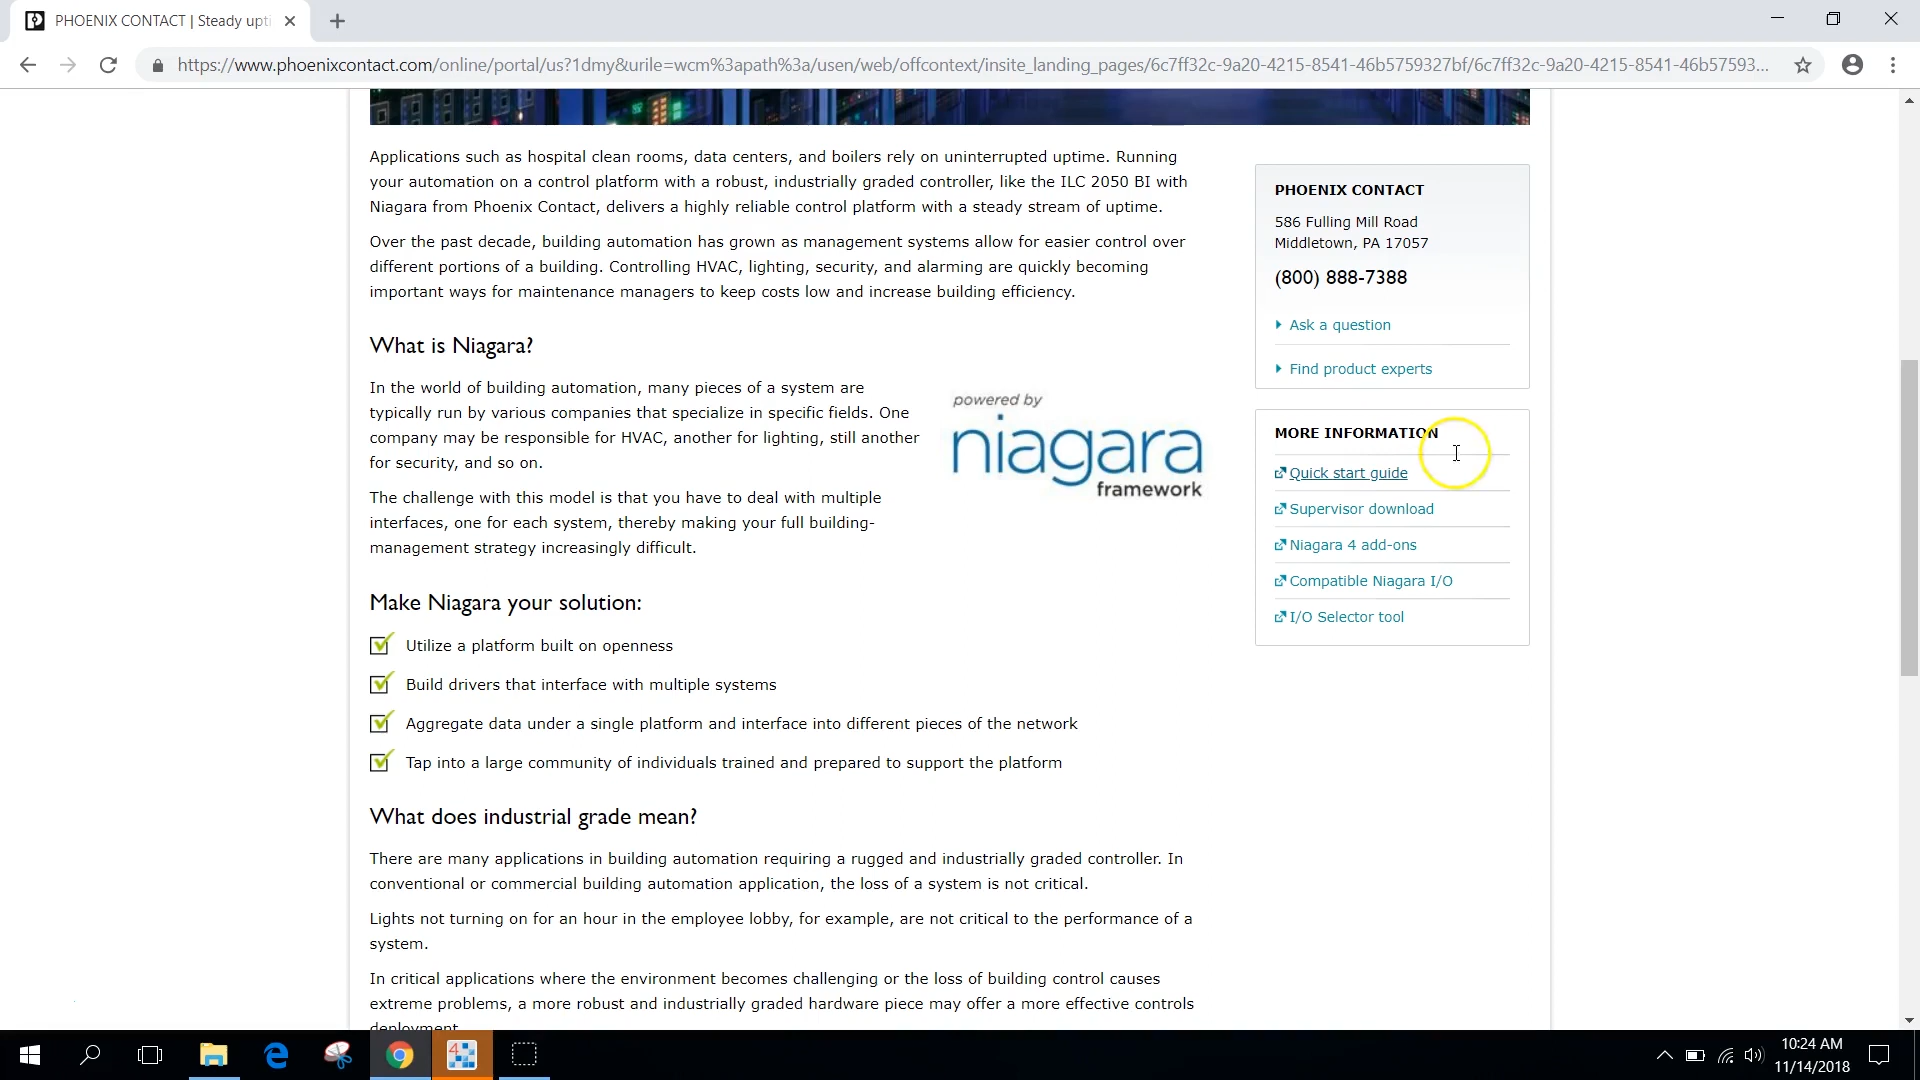 PHOENIX CONTACT | Steady upti
https://www.phoenixcontact.com/online/portal/us?1dmy&urile=wcm%3apath%3a/usen/web/offcontext/insite_landing_pages/6c7ff32c-9a20-4215-8541-46b5759327bf/6c7ff32c-9a20-4215-8541-46b57593...
Applications such as hospital clean rooms, data centers, and boilers rely on uninterrupted uptime. Running
your automation on a control platform with a robust, industrially graded controller, like the ILC 2050 BI with
Niagara from Phoenix Contact, delivers a highly reliable control platform with a steady stream of uptime.
Over the past decade, building automation has grown as management systems allow for easier control over
different portions of a building. Controlling HVAC, lighting, security, and alarming are quickly becoming
important ways for maintenance managers to keep costs low and increase building efficiency.
What is Niagara?
In the world of building automation, many pieces of a system are
typically run by various companies that specialize in specific fields. One
company may be responsible for HVAC, another for lighting, still another
for security, and so on.
The challenge with this model is that you have to deal with multiple
interfaces, one for each system, thereby making your full building-
management strategy increasingly difficult.
powered by
niagara
framework
Make Niagara your solution:
Utilize a platform built on openness
Build drivers that interface with multiple systems
Aggregate data under a single platform and interface into different pieces of the network
Tap into a large community of individuals trained and prepared to support the platform
What does industrial grade mean?
There are many applications in building automation requiring a rugged and industrially graded controller. In
conventional or commercial building automation application, the loss of a system is not critical.
Lights not turning on for an hour in the employee lobby, for example, are not critical to the performance of a
system.
In critical applications where the environment becomes challenging or the loss of building control causes
extreme problems, a more robust and industrially graded hardware piece may offer a more effective controls
deployment
PHOENIX CONTACT
586 Fulling Mill Road
Middletown, PA 17057
(800) 888-7388
Ask a question
Find product experts
MORE INFORMATION
Quick start guide
Supervisor download
Niagara 4 add-ons
Compatible Niagara I/O
I/O Selector tool
4
10:24 AM
11/14/2018